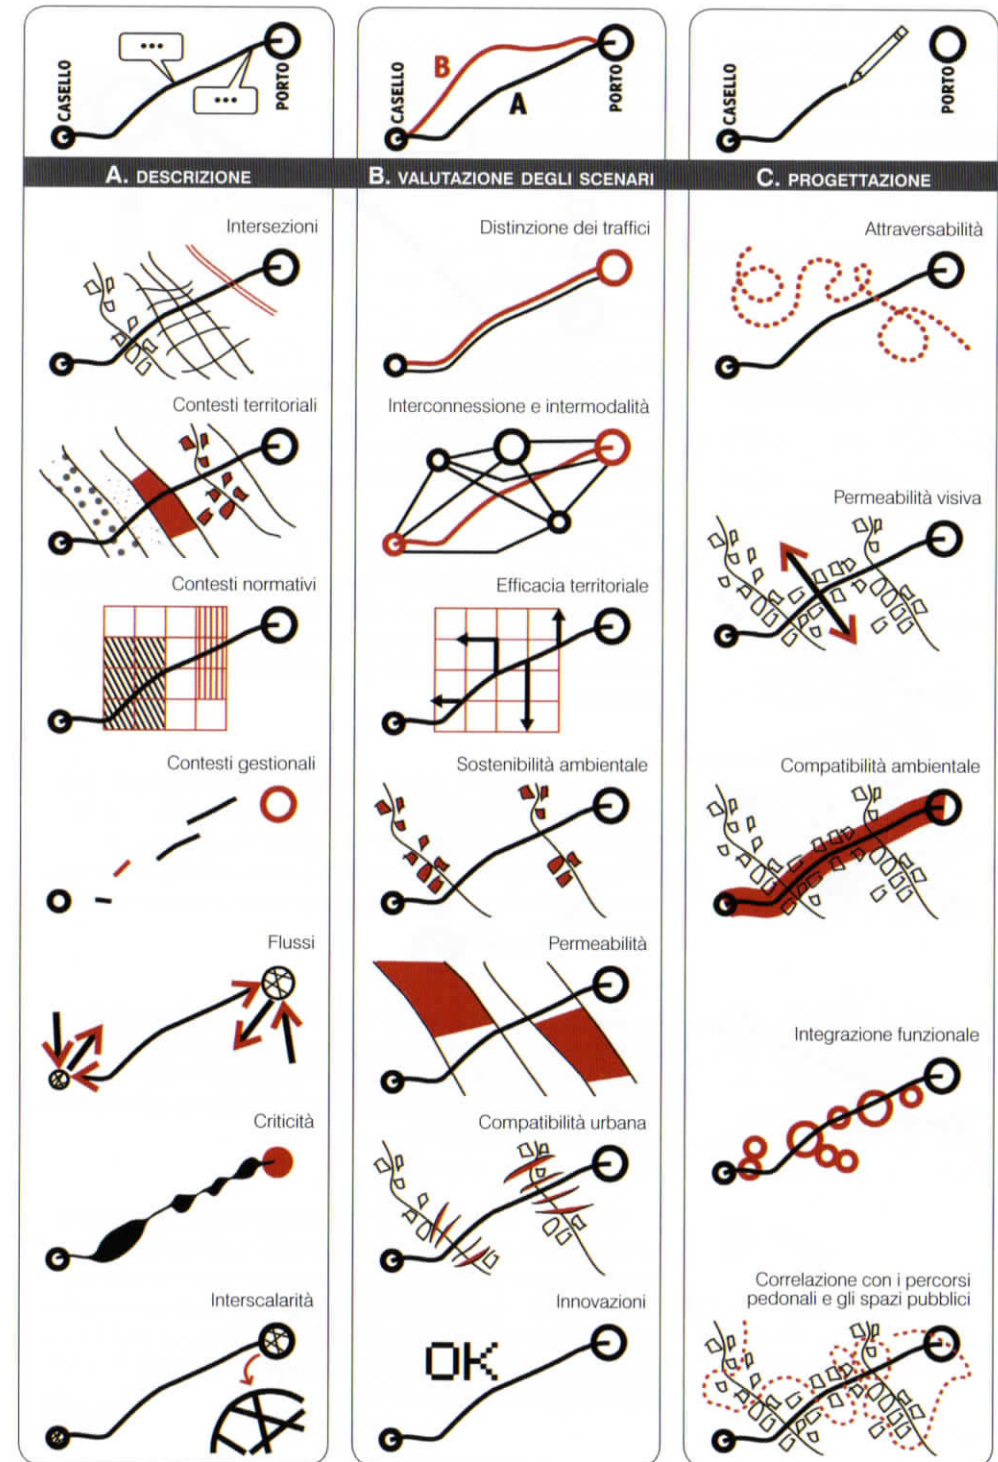 •••
•••
CASELLO
PORTO
A. DESCRIZIONE
Intersezioni
Contesti territoriali
Contesti normativi
Contesti gestionali
Flussi
Criticità
Interscalarità
B
A
CASELLO
PORTO
B. VALUTAZIONE DEGLI SCENARI
Distinzione dei traffici
Interconnessione e intermodalità
Efficacia territoriale
Sostenibilità ambientale
Permeabilità
Compatibilità urbana
Innovazioni
OK
CASELLO
PORTO
C. PROGETTAZIONE
Attraversabilità
Permeabilità visiva
Compatibilità ambientale
Integrazione funzionale
Correlazione con i percorsi
pedonali e gli spazi pubblici